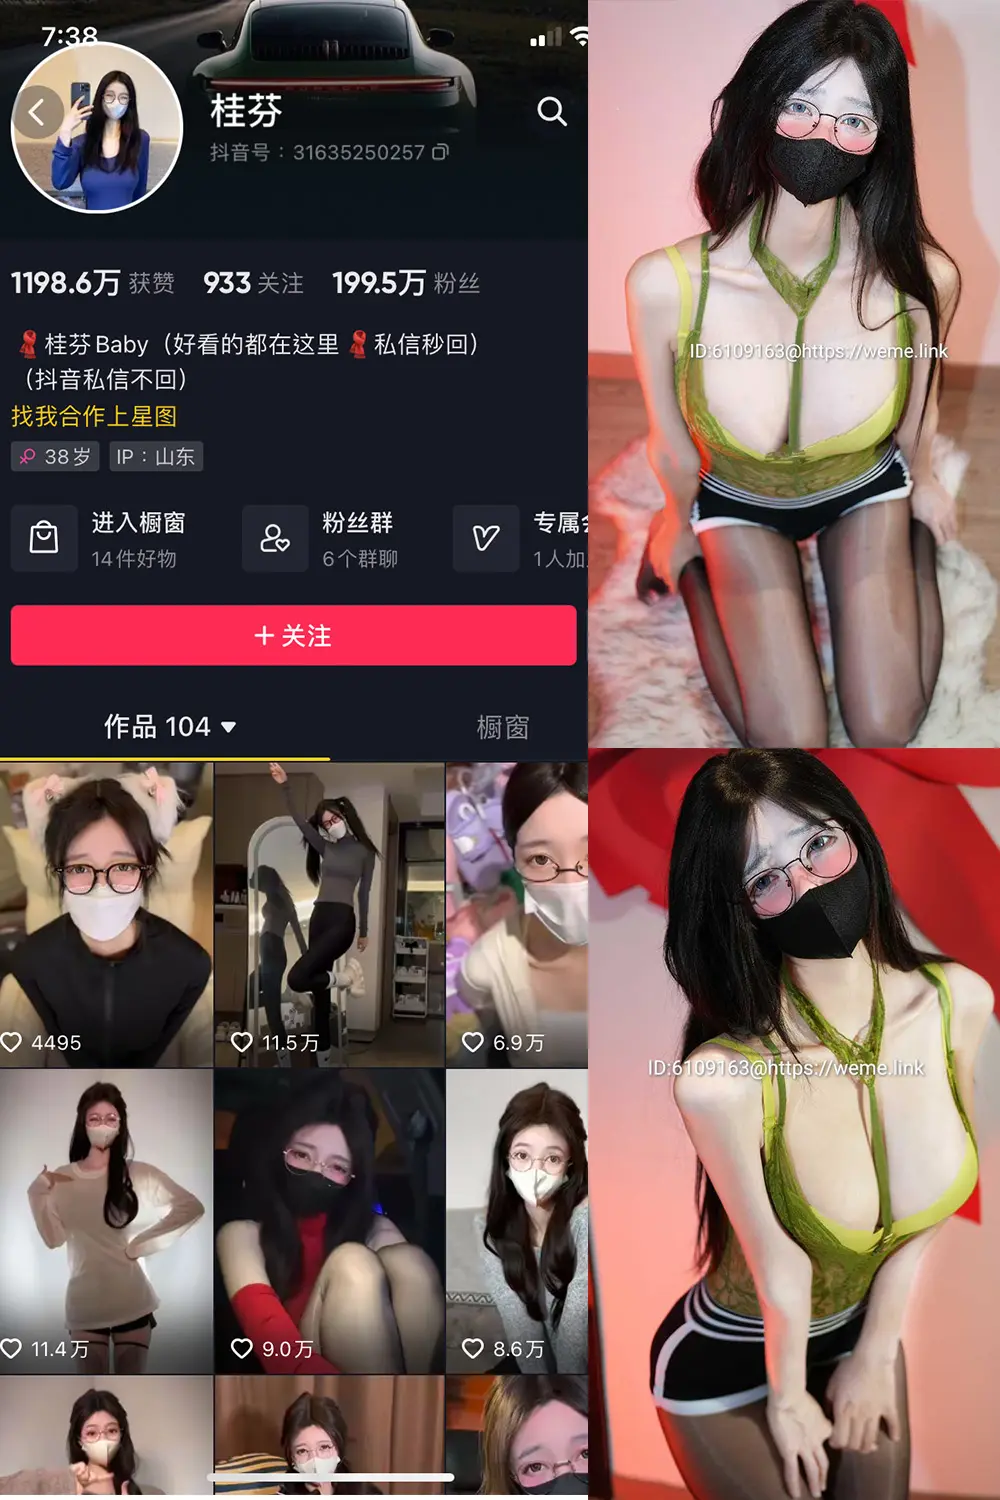 7:38
桂芬
抖音号：31635250257
1198.6万 获赞 933 关注 199.5万 粉丝
桂芬Baby（好看的都在这里 私信秒回）
（抖音私信不回）
找我合作上星图
38岁 IP：山东
进入橱窗
14件好物
粉丝群
6个群聊
专属会
1人加
+ 关注
作品 104
橱窗
4495
11.5万
6.9万
11.4万
9.0万
8.6万
ID:6109163@https://weme.link
ID:6109163@https://weme.link